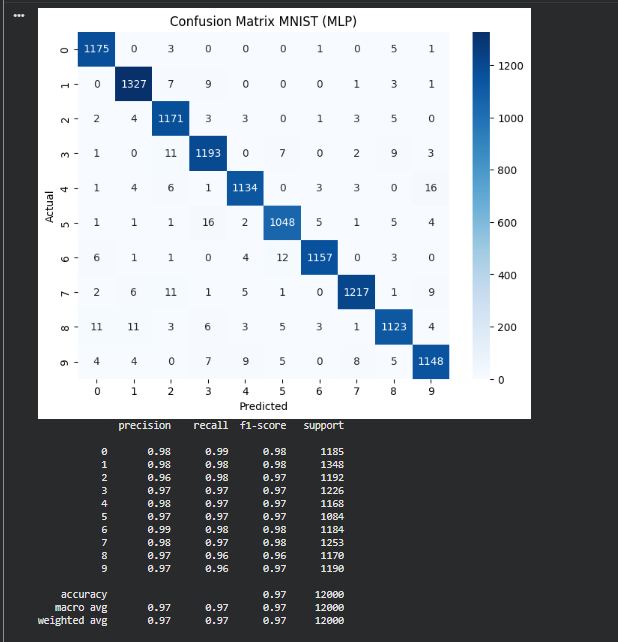 Confusion Matrix MNIST (MLP)
0 1175 0 3 0 0 0 1 0 5 1
1 0 1327 7 9 0 0 0 1 3 1
2 2 4 1171 3 3 0 1 3 5 0
3 1 0 11 1193 0 7 0 2 9 3
4 1 4 6 1 1134 0 3 3 0 16
5 1 1 1 16 2 1048 5 1 5 4
6 6 1 1 0 4 12 1157 0 3 0
7 2 6 11 1 5 1 0 1217 1 9
8 11 11 3 6 3 5 3 1 1123 4
9 4 4 0 7 9 5 0 8 5 1148
0 1 2 3 4 5 6 7 8 9
Actual
Predicted
1200
1000
800
600
400
200
0
precision recall f1-score support
0 0.98 0.99 0.98 1185
1 0.98 0.98 0.98 1348
2 0.96 0.98 0.97 1192
3 0.97 0.97 0.97 1226
4 0.98 0.97 0.97 1168
5 0.97 0.97 0.97 1084
6 0.99 0.98 0.98 1184
7 0.98 0.97 0.98 1253
8 0.97 0.96 0.96 1170
9 0.97 0.96 0.97 1190
accuracy 0.97 12000
macro avg 0.97 0.97 0.97 12000
weighted avg 0.97 0.97 0.97 12000